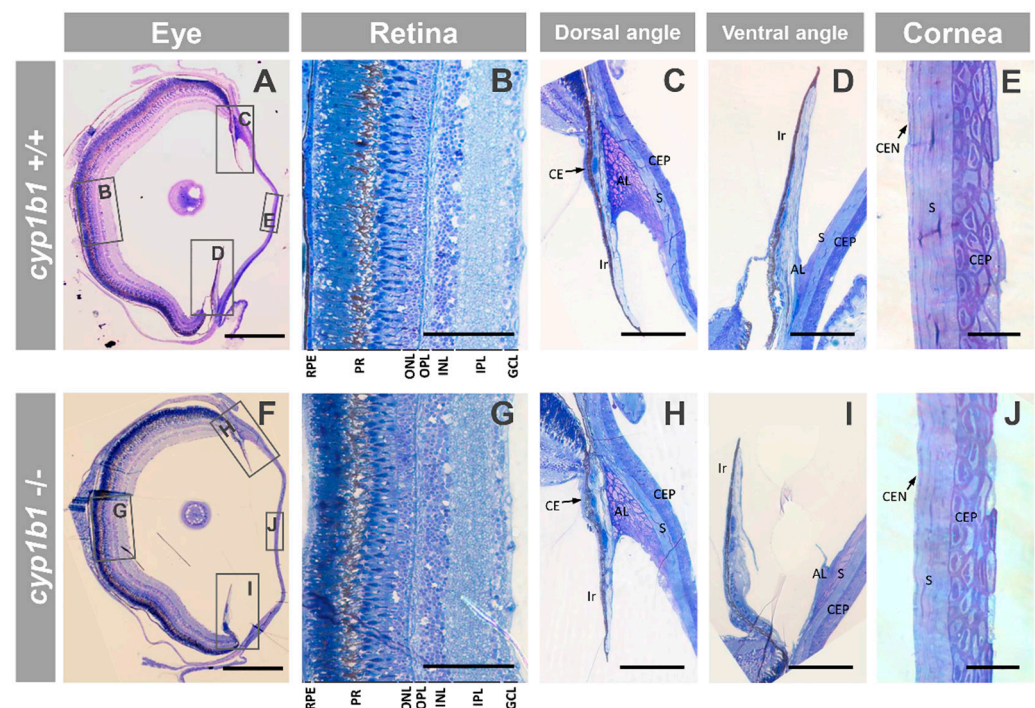 Eye
Retina
Dorsal angle
Ventral angle
Cornea
cyp1b1 +/+
A
C
B
E
D
B
RPE
PR
ONL
OPL
INL
IPL
GCL
C
CE
CEP
AL
S
Ir
D
Ir
S
CEP
AL
E
CEN
S
CEP
cyp1b1 -/-
F
H
G
J
I
G
RPE
PR
ONL
OPL
INL
IPL
GCL
H
CE
CEP
AL
S
Ir
I
Ir
AL
S
CEP
J
CEN
CEP
S